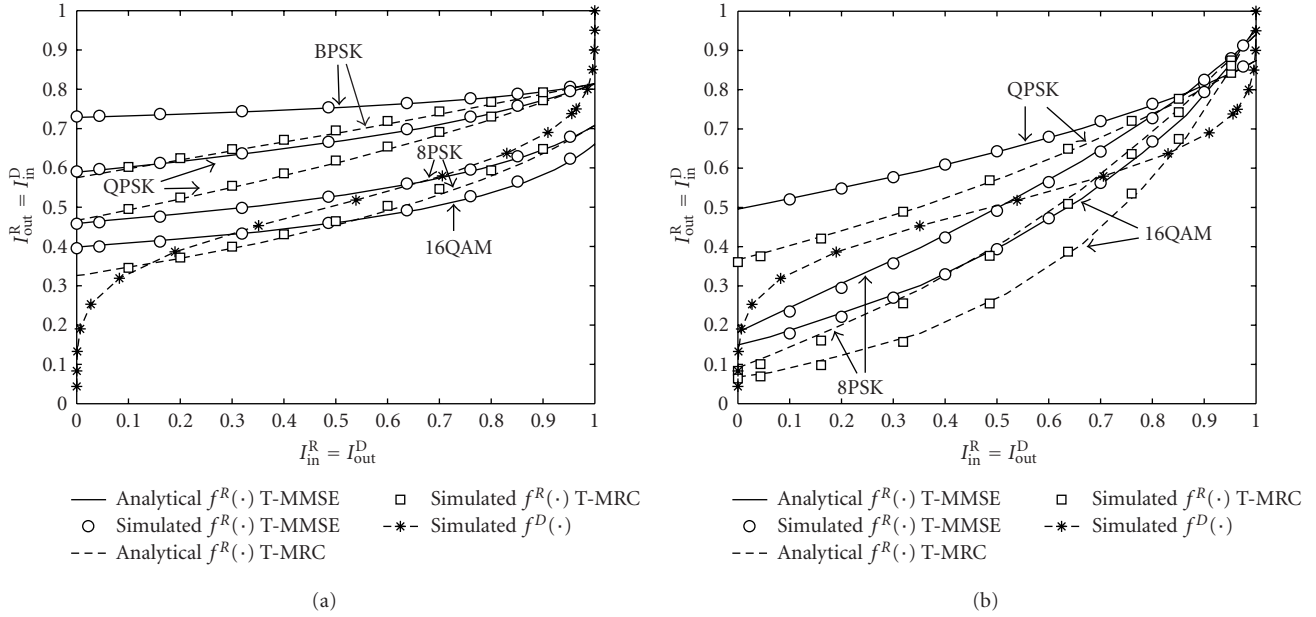 1
0.9
0.8
0.7
0.6
0.5
0.4
0.3
0.2
0.1
0
I^R_out = I^D_in
BPSK
QPSK
8PSK
16QAM
0 0.1 0.2 0.3 0.4 0.5 0.6 0.7 0.8 0.9 1
I^R_in = I^D_out
Analytical f^R(·) T-MMSE
Simulated f^R(·) T-MMSE
Analytical f^R(·) T-MRC
Simulated f^R(·) T-MRC
Simulated f^D(·)
(a)
1
0.9
0.8
0.7
0.6
0.5
0.4
0.3
0.2
0.1
0
I^R_out = I^D_in
QPSK
16QAM
8PSK
0 0.1 0.2 0.3 0.4 0.5 0.6 0.7 0.8 0.9 1
I^R_in = I^D_out
Analytical f^R(·) T-MMSE
Simulated f^R(·) T-MMSE
Analytical f^R(·) T-MRC
Simulated f^R(·) T-MRC
Simulated f^D(·)
(b)